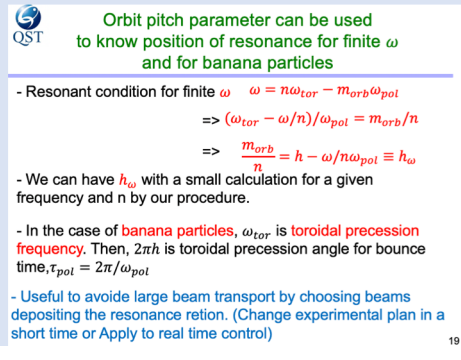 Orbit pitch parameter can be used
QST
to know position of resonance for finite ω
and for banana particles
- Resonant condition for finite ω   ω = nω_tor − m_orb ω_pol
=> (ω_tor − ω/n)/ω_pol = m_orb/n
=> m_orb/n = h − ω/nω_pol ≡ h_ω
- We can have h_ω with a small calculation for a given
frequency and n by our procedure.
- In the case of banana particles, ω_tor is toroidal precession
frequency. Then, 2πh is toroidal precession angle for bounce
time,τ_pol = 2π/ω_pol
- Useful to avoide large beam transport by choosing beams
depositing the resonance retion. (Change experimental plan in a
short time or Apply to real time control)
19